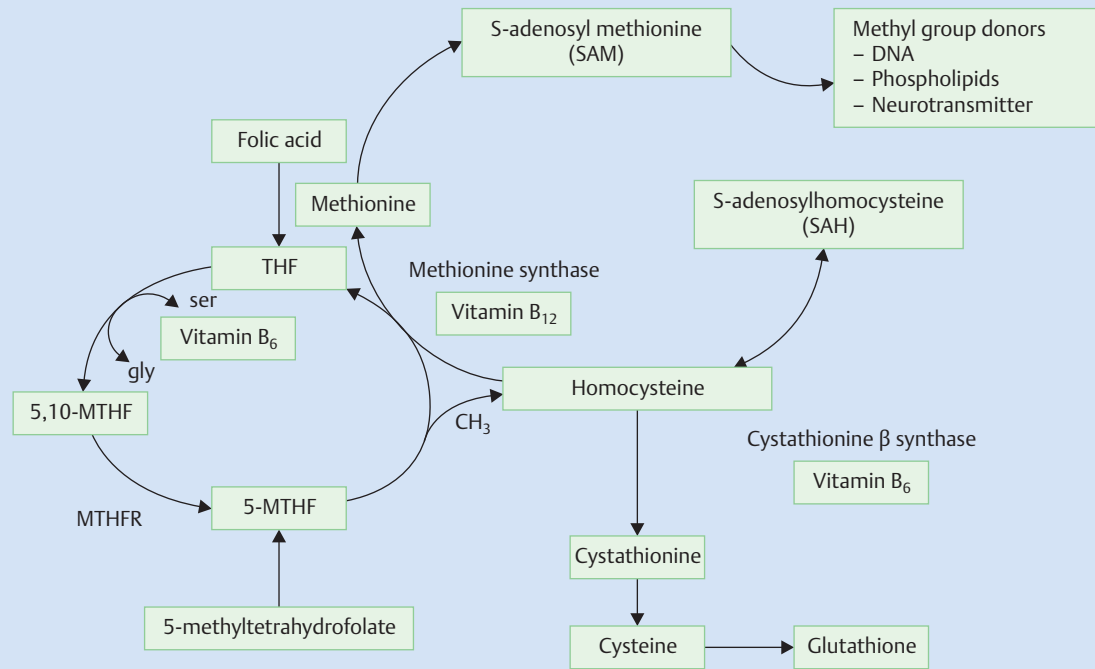 S-adenosyl methionine
(SAM)
Methyl group donors
– DNA
– Phospholipids
– Neurotransmitter
Folic acid
Methionine
S-adenosylhomocysteine
(SAH)
THF
Methionine synthase
ser
Vitamin B₁₂
Vitamin B₆
gly
Homocysteine
5,10-MTHF
CH₃
Cystathionine β synthase
Vitamin B₆
5-MTHF
MTHFR
Cystathionine
5-methyltetrahydrofolate
Cysteine
Glutathione